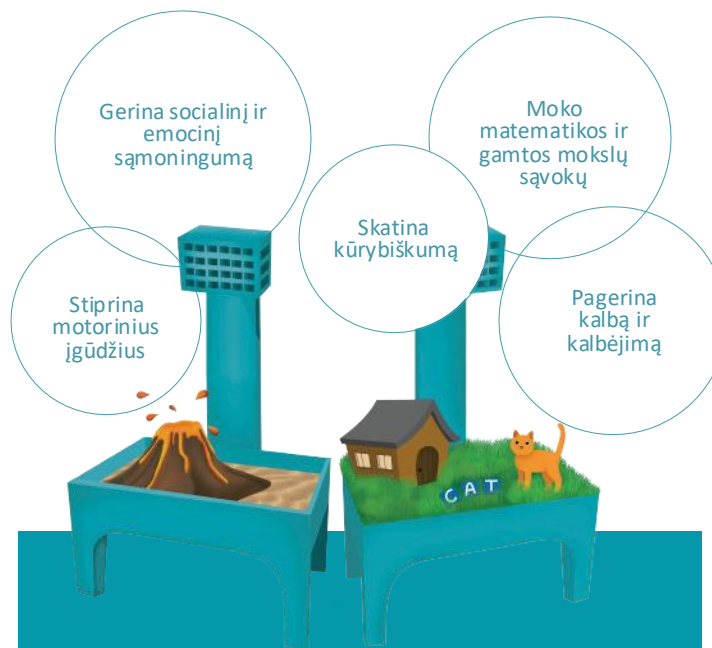 Gerina socialinį ir
emocinį
sąmoningumą
Moko
matematikos ir
gamtos mokslų
sąvokų
Skatina
kūrybiškumą
Stiprina
motorinius
įgūdžius
Pagerina
kalbą ir
kalbėjimą
CAT